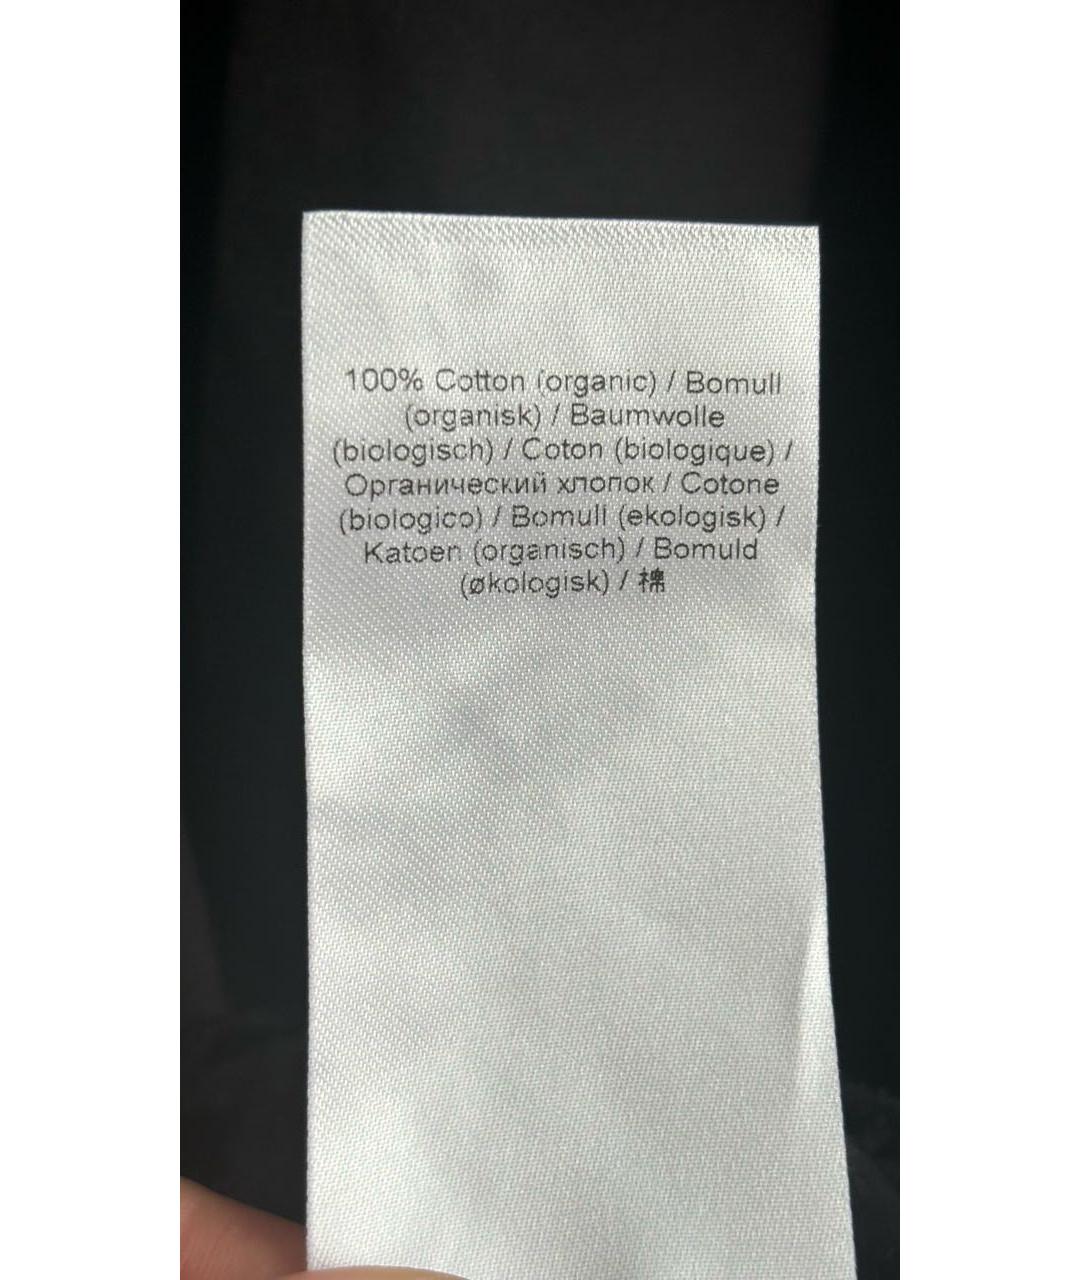 100% Cotton (organic) / Bomull
(organisk) / Baumwolle
(biologisch) / Coton (biologique) /
Органический хлопок / Cotone
(biologico) / Bomull (ekologisk) /
Katoen (organisch) / Bomuld
(økologisk) / 棉